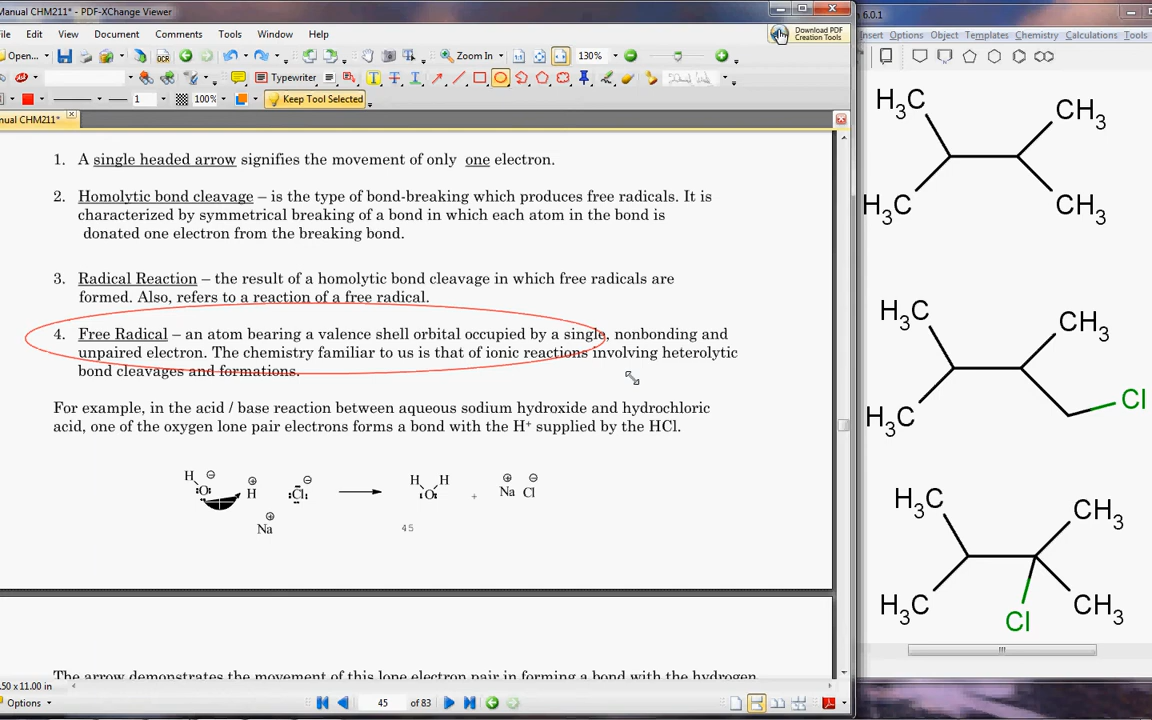 Manual CHM211* - PDF-XChange Viewer
File Edit View Document Comments Tools Window Help
Download PDF
Creation Tools
Open... OCR Zoom In 130%
Typewriter
1 100% Keep Tool Selected
nual CHM211*
1. A single headed arrow signifies the movement of only one electron.
2. Homolytic bond cleavage – is the type of bond-breaking which produces free radicals. It is
characterized by symmetrical breaking of a bond in which each atom in the bond is
donated one electron from the breaking bond.
3. Radical Reaction – the result of a homolytic bond cleavage in which free radicals are
formed. Also, refers to a reaction of a free radical.
4. Free Radical – an atom bearing a valence shell orbital occupied by a single, nonbonding and
unpaired electron. The chemistry familiar to us is that of ionic reactions involving heterolytic
bond cleavages and formations.
For example, in the acid / base reaction between aqueous sodium hydroxide and hydrochloric
acid, one of the oxygen lone pair electrons forms a bond with the H+ supplied by the HCl.
H O H Cl H H O + Na Cl
Na
45
The arrow demonstrates the movement of this lone electron pair in forming a bond with the hydrogen
.50 x 11.00 in
Options 45 of 83
6.0.1
Insert Options Object Templates Chemistry Calculations Tools
H3C CH3
H3C CH3
H3C CH3
Cl
H3C
H3C CH3
H3C CH3
Cl